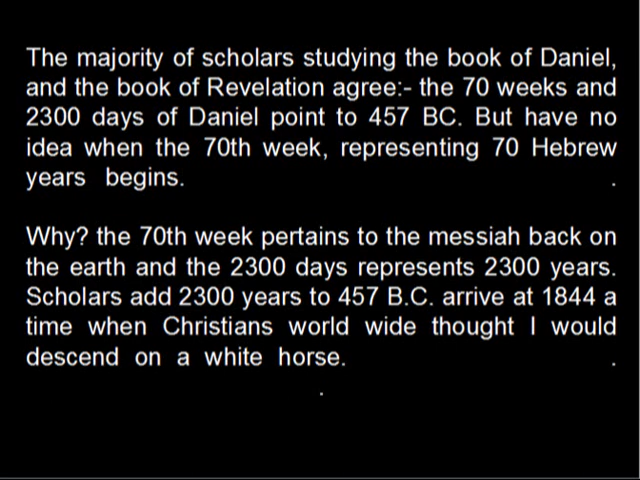 The majority of scholars studying the book of Daniel,
and the book of Revelation agree:- the 70 weeks and
2300 days of Daniel point to 457 BC. But have no
idea when the 70th week, representing 70 Hebrew
years begins. .
Why? the 70th week pertains to the messiah back on
the earth and the 2300 days represents 2300 years.
Scholars add 2300 years to 457 B.C. arrive at 1844 a
time when Christians world wide thought I would
descend on a white horse. .
.